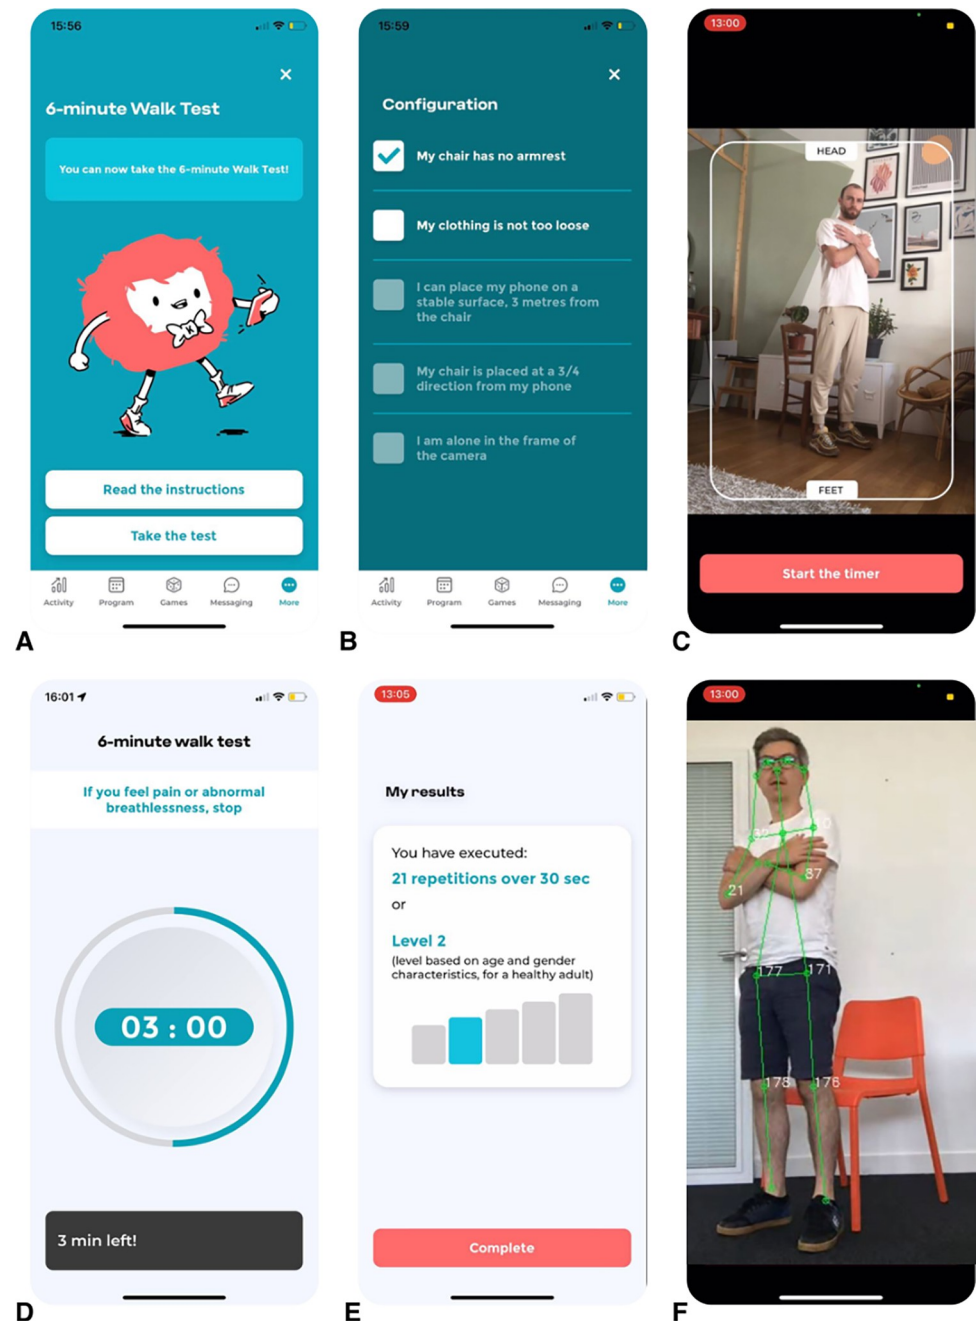 15:56
6-minute Walk Test
You can now take the 6-minute Walk Test!
K
Read the instructions
Take the test
Activity
Program
Games
Messaging
More
A
15:59
Configuration
My chair has no armrest
My clothing is not too loose
I can place my phone on a
stable surface, 3 metres from
the chair
My chair is placed at a 3/4
direction from my phone
I am alone in the frame of
the camera
Activity
Program
Games
Messaging
More
B
13:00
HEAD
FEET
Start the timer
C
16:01
6-minute walk test
If you feel pain or abnormal
breathlessness, stop
03 : 00
3 min left!
D
13:05
My results
You have executed:
21 repetitions over 30 sec
or
Level 2
(level based on age and gender
characteristics, for a healthy adult)
Complete
E
13:00
37
21
177
171
178
176
F